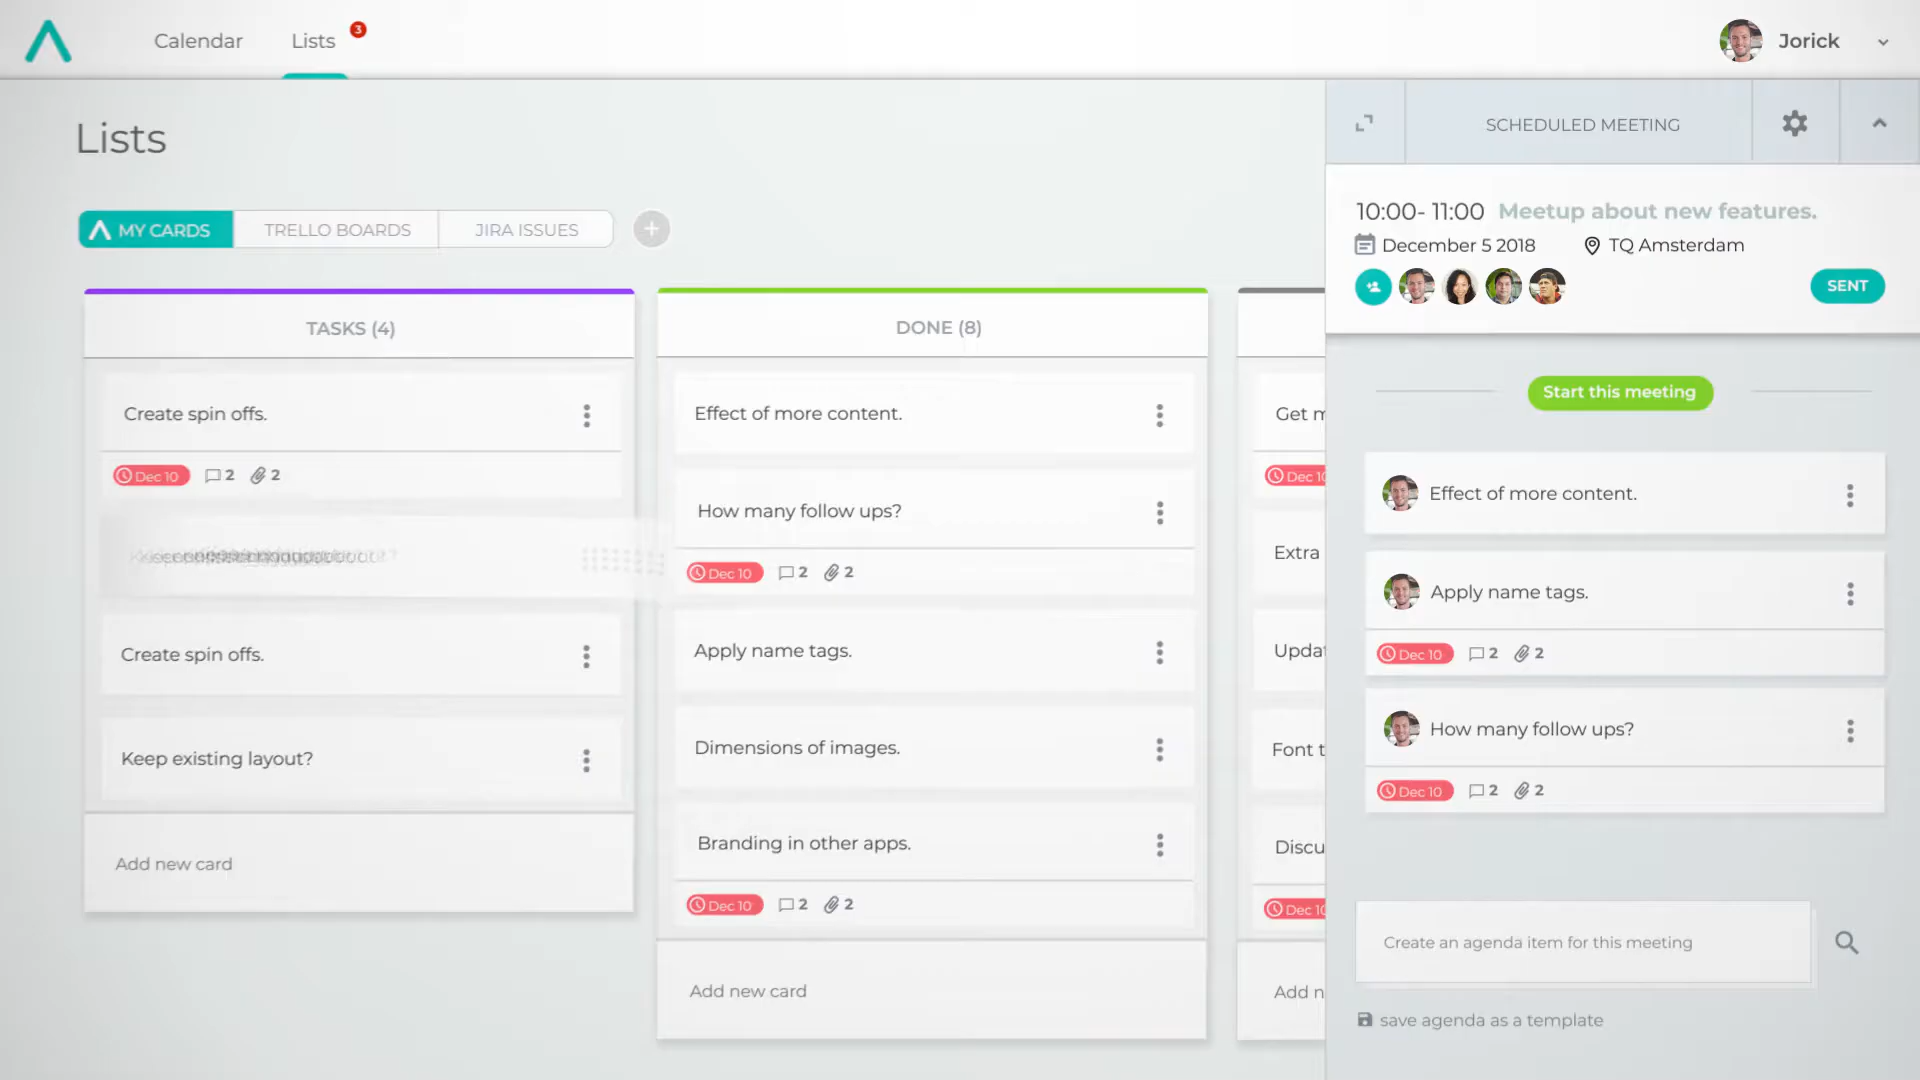 Calendar
Lists
3
Jorick
Lists
MY CARDS
TRELLO BOARDS
JIRA ISSUES
TASKS (4)
Create spin offs.
Dec 10
2
2
Create spin offs.
Keep existing layout?
Add new card
DONE (8)
Effect of more content.
How many follow ups?
Dec 10
2
2
Apply name tags.
Dimensions of images.
Branding in other apps.
Dec 10
2
2
Add new card
Get
Dec 10
Extra
Font
SCHEDULED MEETING
10:00- 11:00 Meetup about new features.
December 5 2018
TQ Amsterdam
SENT
Start this meeting
Effect of more content.
Apply name tags.
Dec 10
2
2
How many follow ups?
Dec 10
2
2
Create an agenda item for this meeting
save agenda as a template